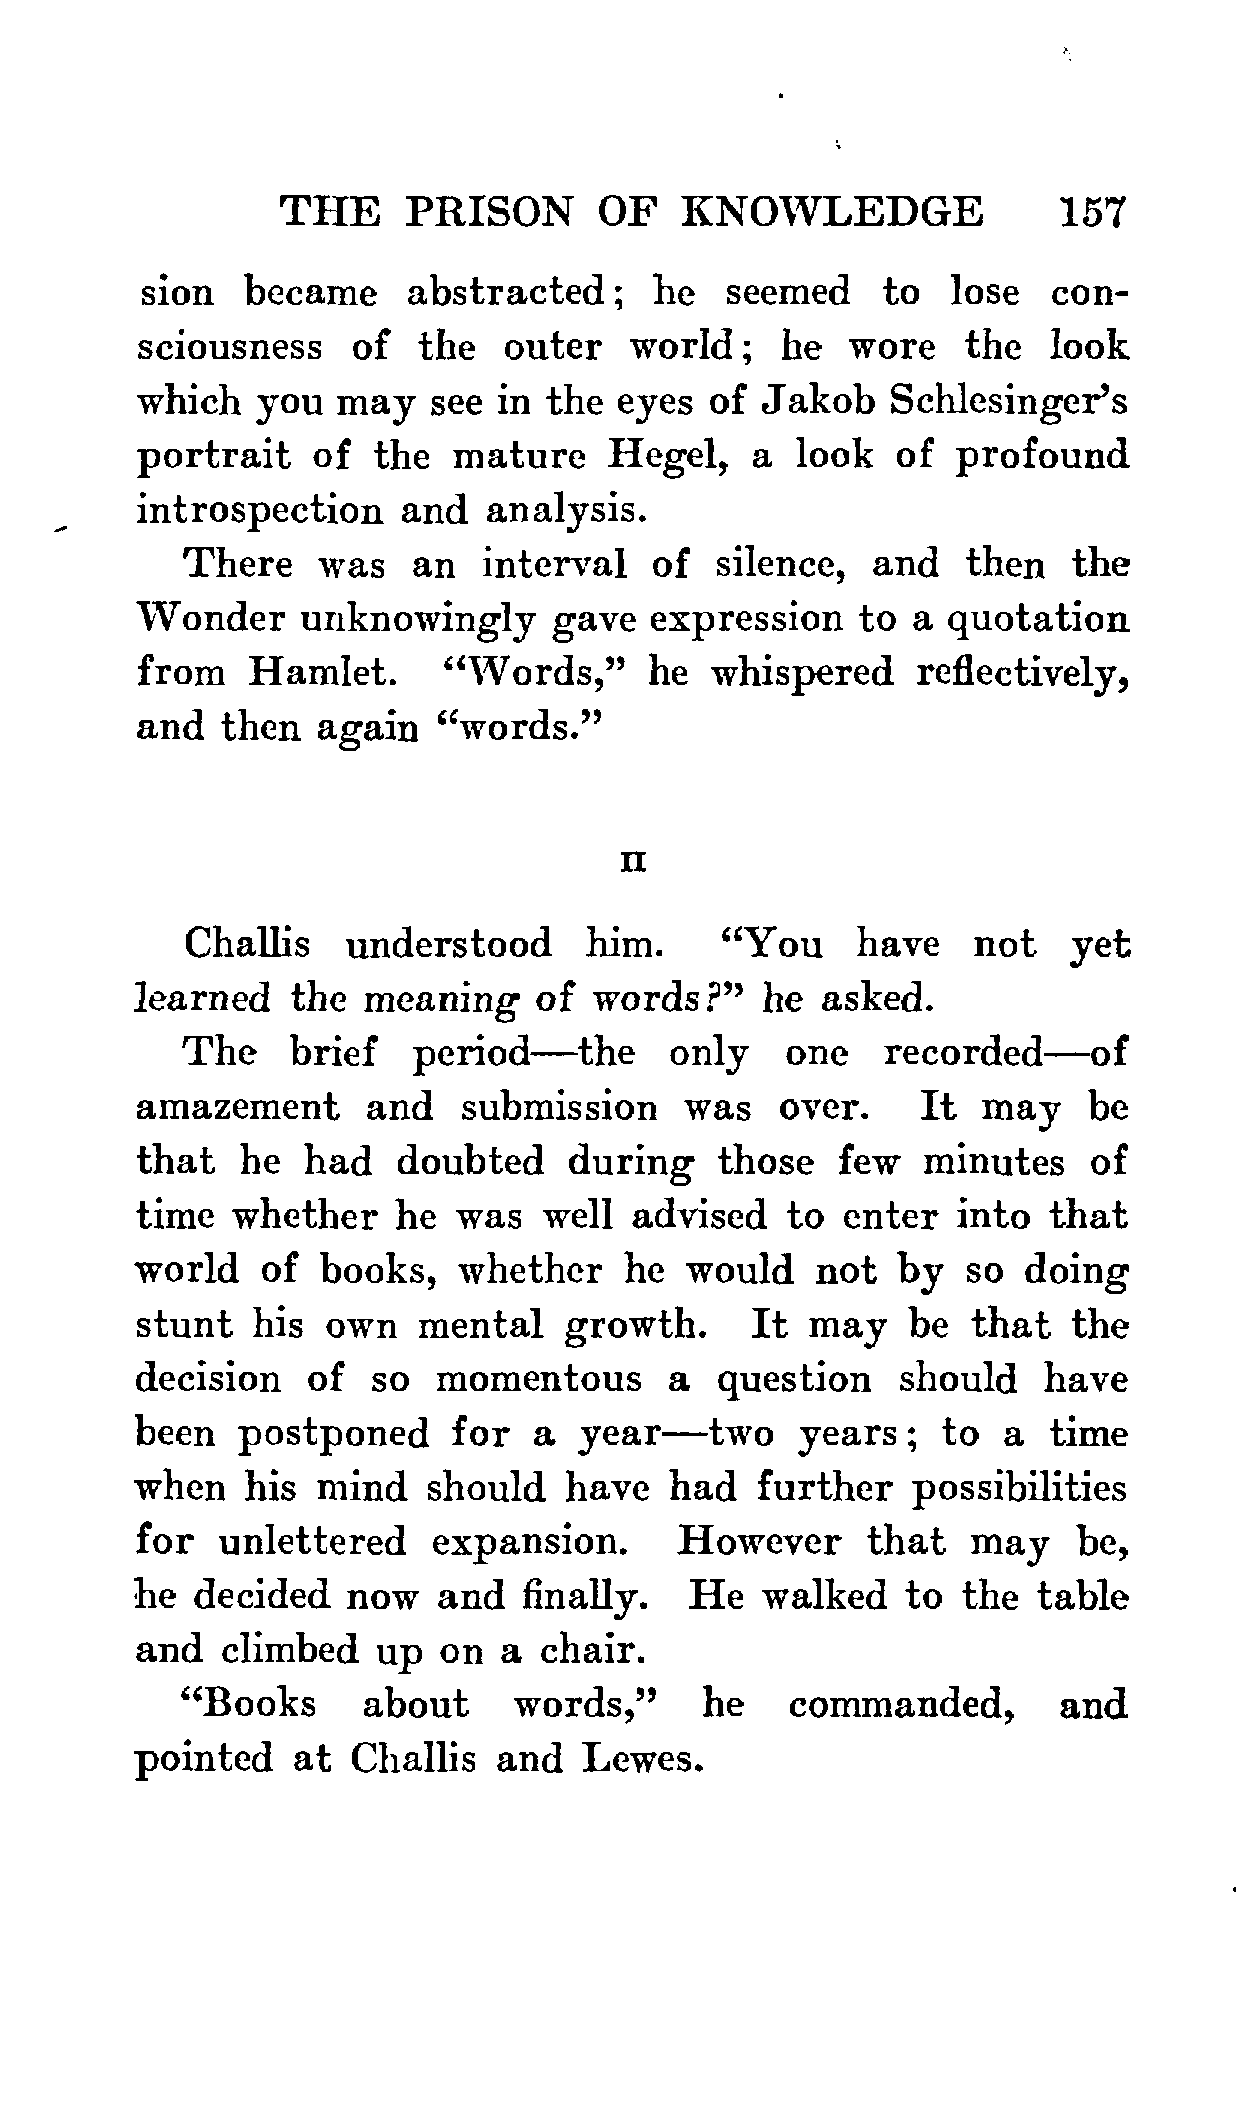 THE PRISON OF KNOWLEDGE 157
sion became abstracted; he seemed to lose con-
sciousness of the outer world; he wore the look
which you may see in the eyes of Jakob Schlesinger's
portrait of the mature Hegel, a look of profound
introspection and analysis.
There was an interval of silence, and then the
Wonder unknowingly gave expression to a quotation
from Hamlet. "Words," he whispered reflectively,
and then again "words."
II
Challis understood him. "You have not yet
learned the meaning of words?" he asked.
The brief period—the only one recorded—of
amazement and submission was over. It may be
that he had doubted during those few minutes of
time whether he was well advised to enter into that
world of books, whether he would not by so doing
stunt his own mental growth. It may be that the
decision of so momentous a question should have
been postponed for a year—two years; to a time
when his mind should have had further possibilities
for unlettered expansion. However that may be,
he decided now and finally. He walked to the table
and climbed up on a chair.
"Books about words," he commanded, and
pointed at Challis and Lewes.